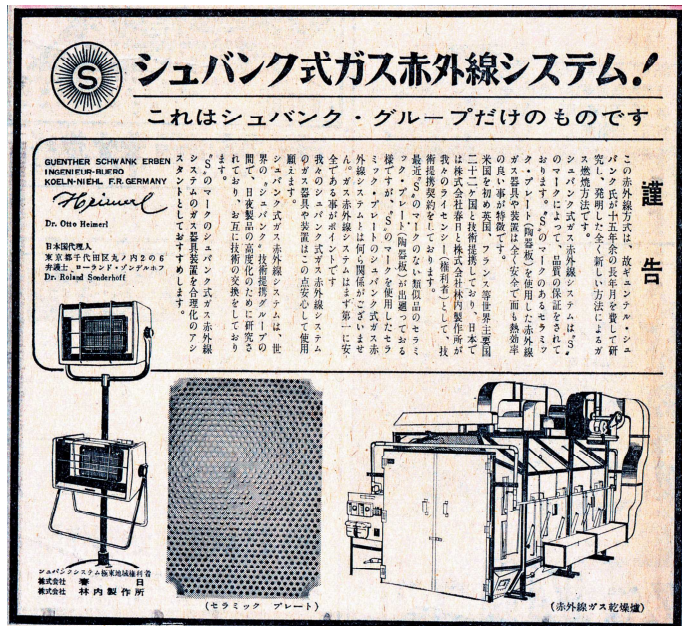 S
シュバンク式ガス赤外線システム!
これはシュバンク・グループだけのものです
謹告
この赤外線方式は、故ギュンテル・シュ
バンク氏が十五年余の長年月を費して研
究し、発明した全く新しい方法によるガ
ス燃焼方法です。
シュバンク式ガス赤外線システムは〝S〟
のマークによって、品質の保証をされて
おります。〝S〟のマークのあるセラミッ
ク・プレート(陶器板)を使用した赤外線
ガス器具や装置は全く安全で而も熱効率
の良い事が特徴です。
米国を初め英国、フランス等世界主要国
二十二ヶ国と技術提携しており、日本で
は株式会社春日と株式会社林内製作所が
我々のライセンシー(権利者)として、技
術提携契約をしております。
最近〝S〟のマークのない類似品のセラミ
ック・プレート(陶器板)が出廻っておる
様ですが、〝S〟のマークを使用したセラ
ミック・プレートのシュバンク式ガス赤
外線システムとは何ら関係がございませ
ん。ガス赤外線システムはまず第一に安
全である事がポイントです
我々のシュバンク式ガス赤外線システム
のガス器具や装置はこの点安心して使用
願えます。
シュバンク式ガス赤外線システムは、世
界の〝シュバンク〟技術提携グループの
間で、日夜製品の高度化のために研究さ
れており、お互に技術の交換をしており
ます。
〝S〟のマークのシュバンク式ガス赤外線
システムのガス器具装置を合理化のアシ
スタントとしておすすめします。
GUENTHER SCHWANK ERBEN
INGENIEUR-BUERO
KOELN-NIEHL F.R. GERMANY
Heimerl
Dr. Otto Heimerl
日本国代理人
東京都千代田区丸ノ内2の6
弁護士、ローランド・ゾンデルホフ
Dr. Roland Sonderhoff
シュバンクシステム極東地域権利者
株式会社 春日
株式会社 林内製作所
(セラミック プレート)
(赤外線ガス乾燥爐)